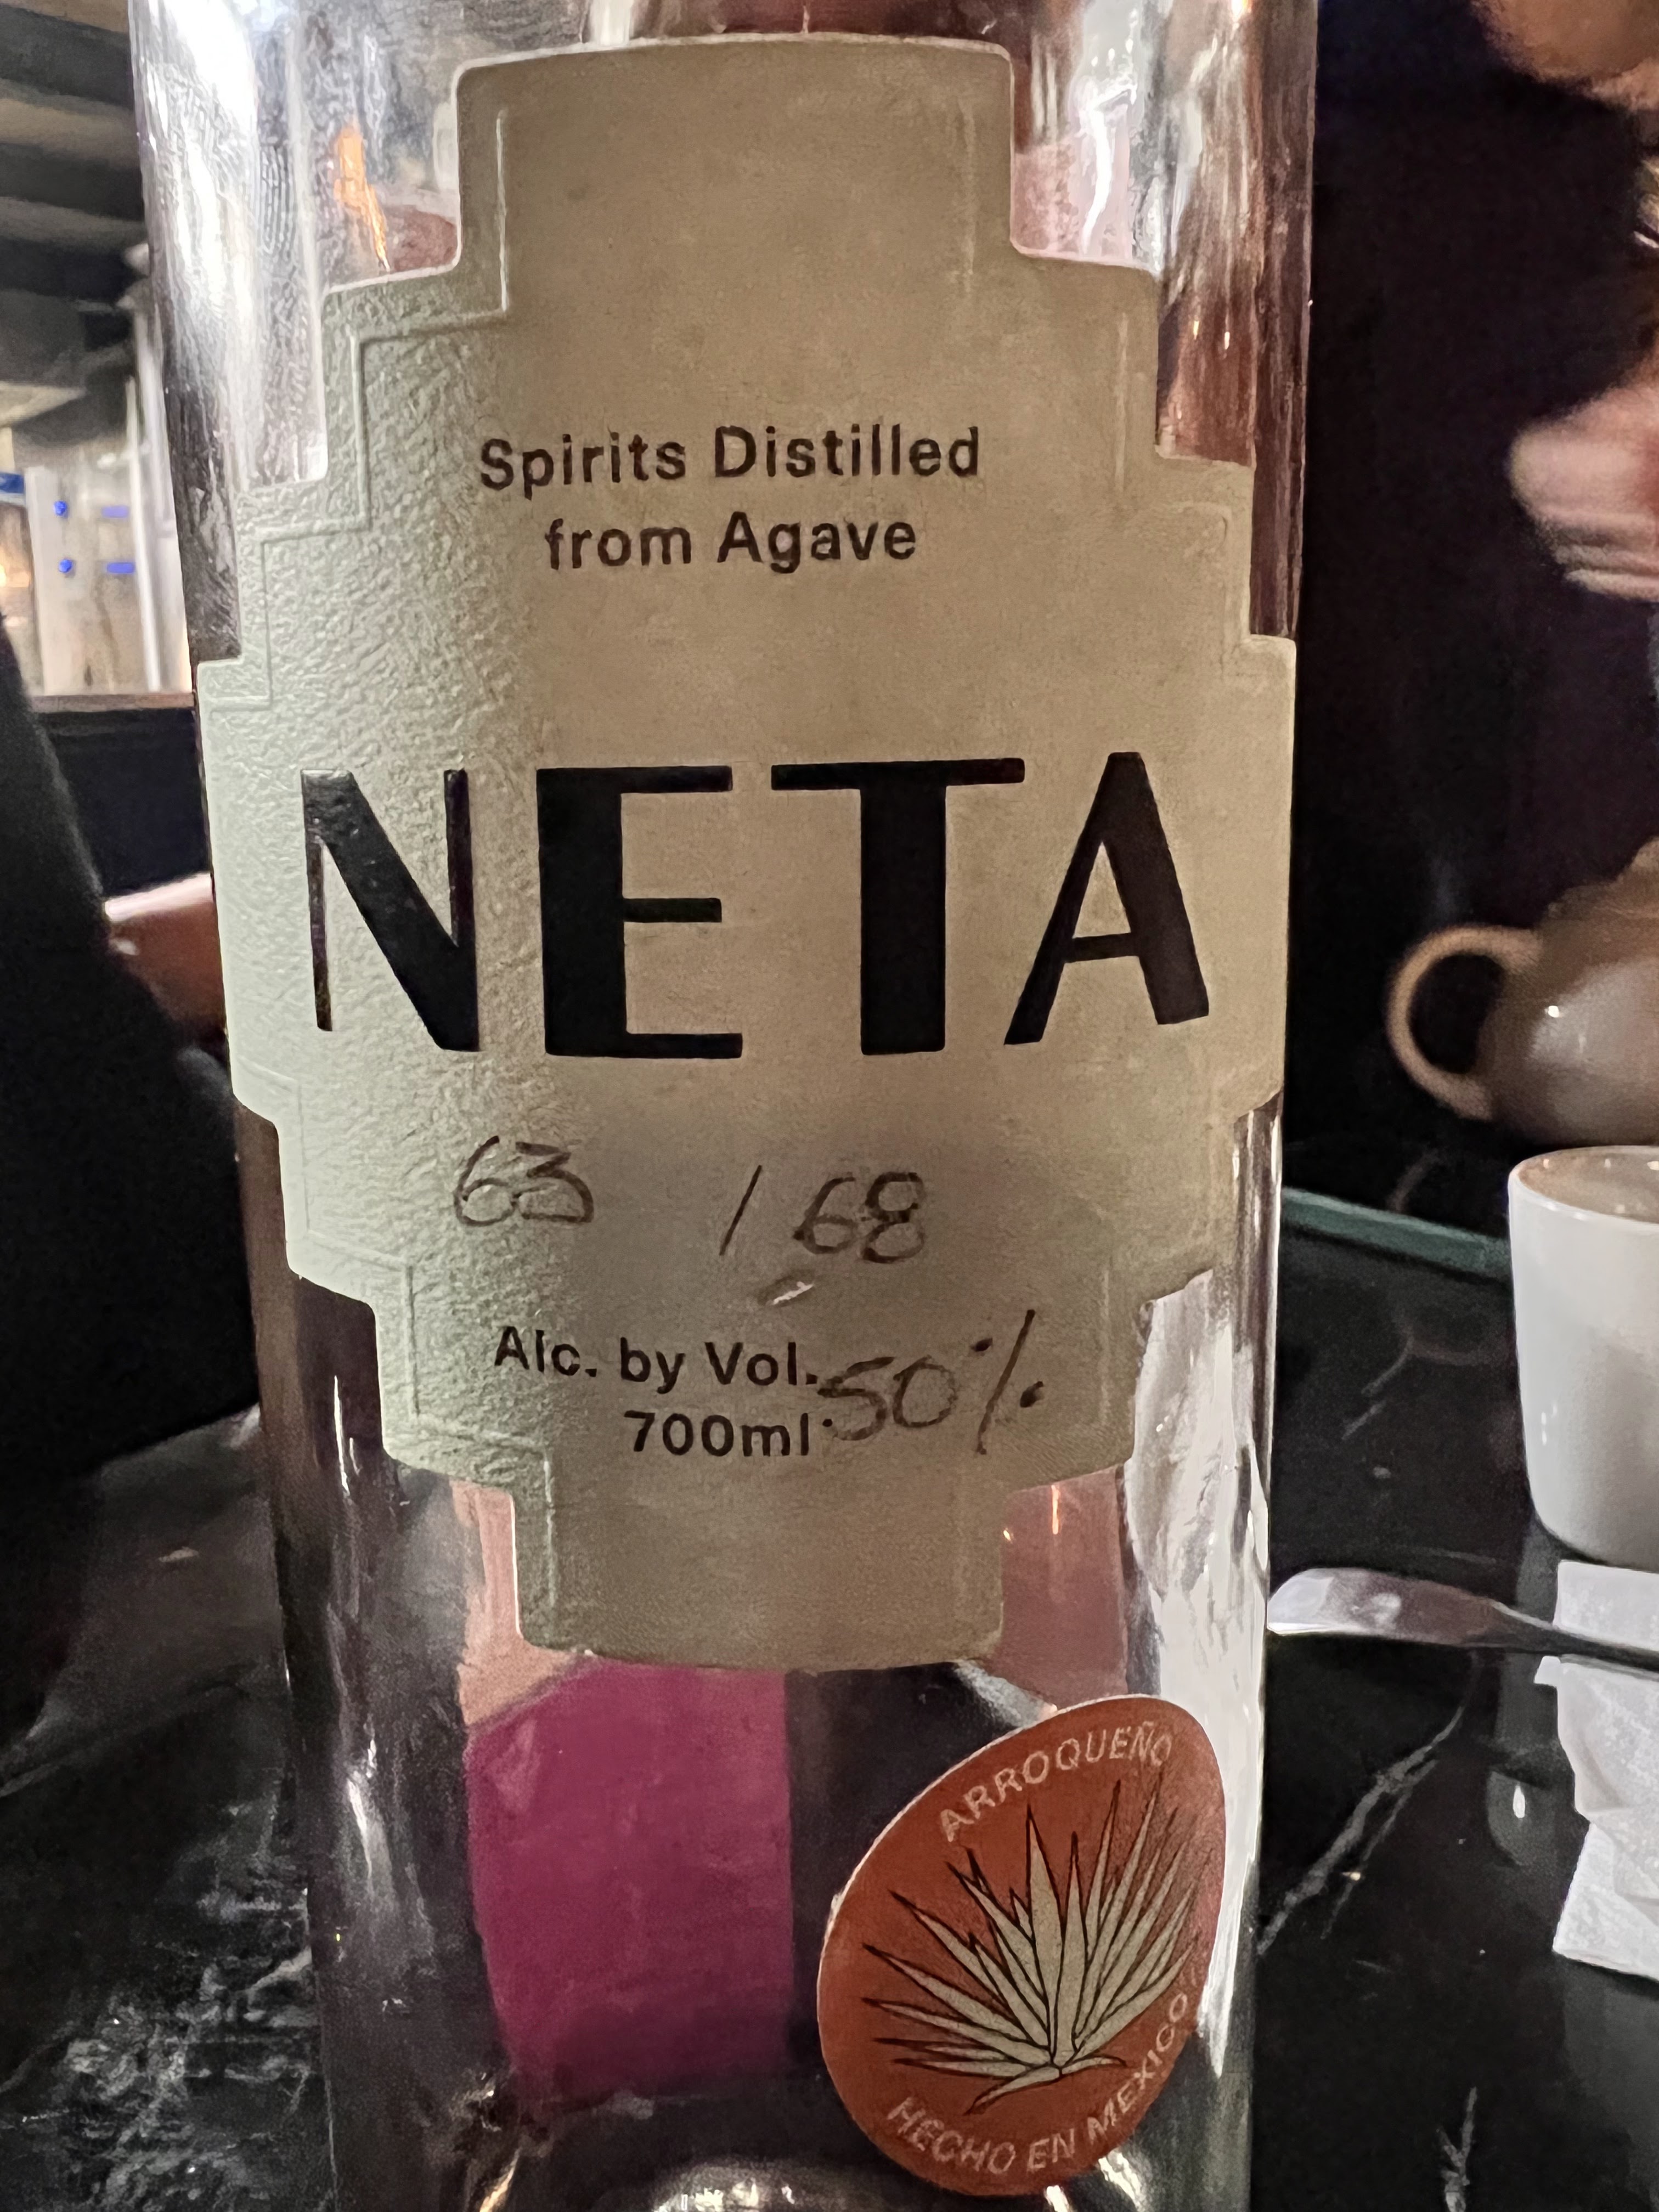 Spirits Distilled
from Agave
NETA
63 / 68
Alc. by Vol. 50%
700ml
ARROQUEÑO
HECHO EN MEXICO